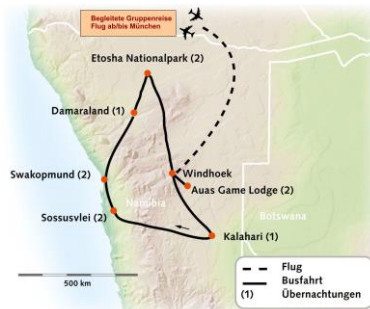 Begleitete Gruppenreise
Flug ab/bis München
Etosha Nationalpark (2)
Damaraland (1)
Swakopmund (2)
Windhoek
Auas Game Lodge (2)
Namibia
Botswana
Sossusvlei (2)
Kalahari (1)
500 km
Flug
Busfahrt
(1) Übernachtungen